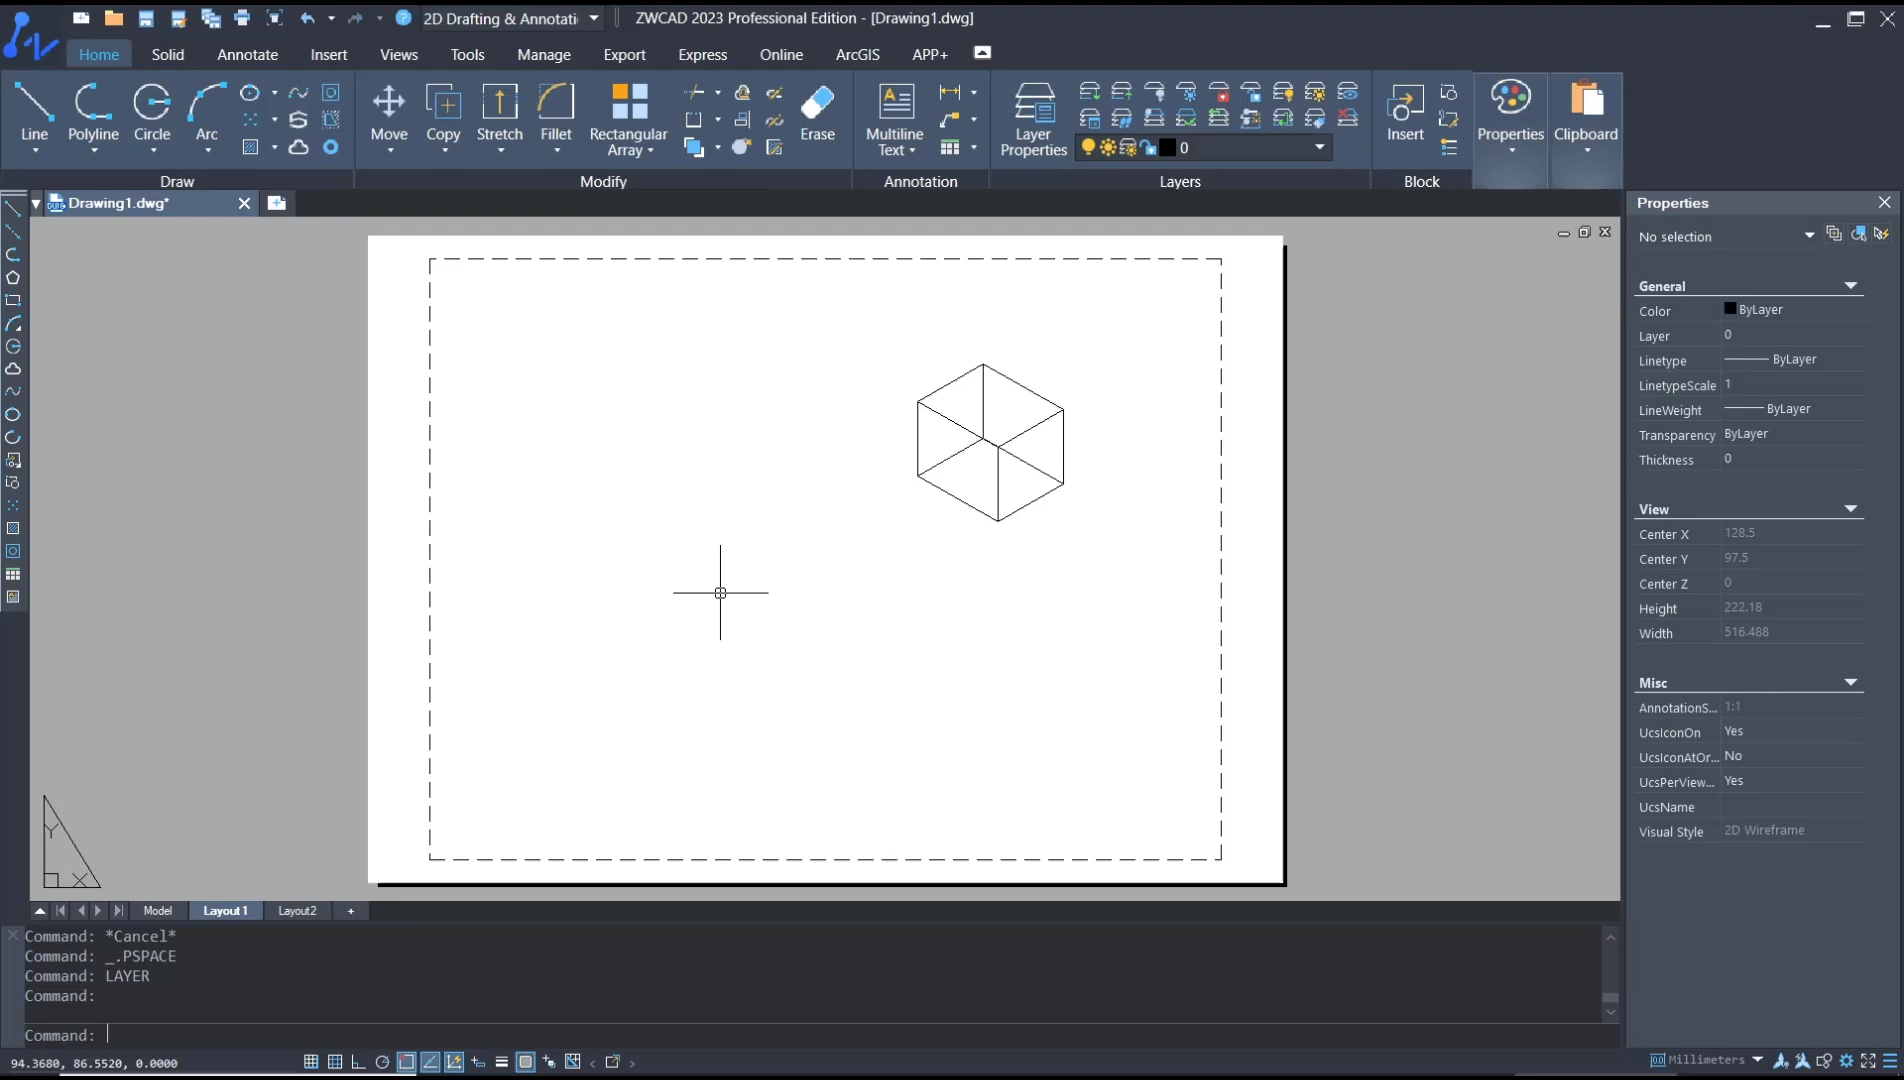 2D Drafting & Annotati
ZWCAD 2023 Professional Edition - [Drawing1.dwg]
Home Solid Annotate Insert Views Tools Manage Export Express Online ArcGIS APP+
Line Polyline Circle Arc
Move Copy Stretch Fillet Rectangular Array Erase
Multiline Text
Layer Properties
0
Insert Properties Clipboard
Draw Modify Annotation Layers Block
Drawing1.dwg*
Properties
No selection
General
Color ByLayer
Layer 0
Linetype ByLayer
LinetypeScale 1
LineWeight ByLayer
Transparency ByLayer
Thickness 0
View
Center X 128.5
Center Y 97.5
Center Z 0
Height 222.18
Width 516.488
Misc
AnnotationS... 1:1
UcsIconOn Yes
UcsIconAtOr... No
UcsPerView... Yes
UcsName
Visual Style 2D Wireframe
Y
X
Model Layout1 Layout2 +
Command: *Cancel*
Command: _.PSPACE
Command: LAYER
Command:
Command:
94.3680, 86.5520, 0.0000
Millimeters